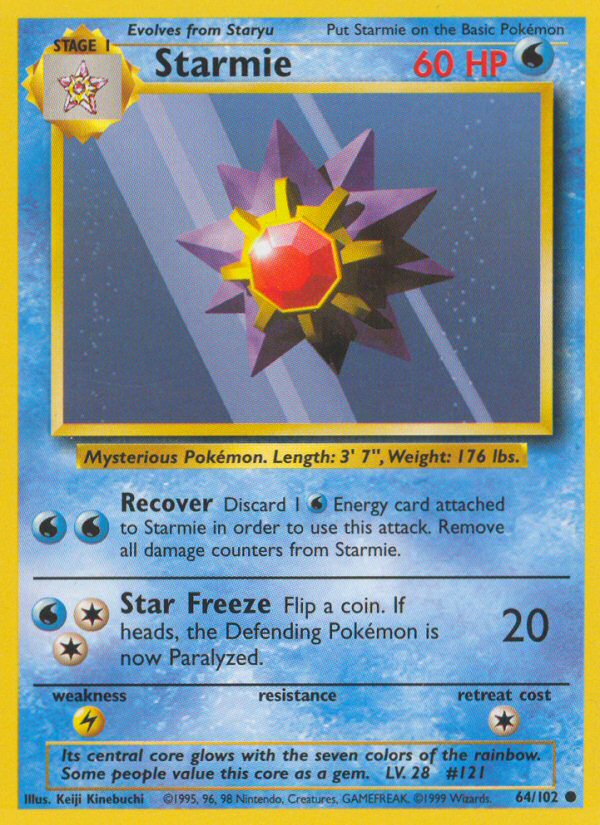 Evolves from Staryu Put Starmie on the Basic Pokémon
STAGE 1
Starmie 60 HP
Mysterious Pokémon. Length: 3' 7", Weight: 176 lbs.
Recover Discard 1 Energy card attached
to Starmie in order to use this attack. Remove
all damage counters from Starmie.
Star Freeze Flip a coin. If
heads, the Defending Pokémon is
now Paralyzed.
20
weakness resistance retreat cost
Its central core glows with the seven colors of the rainbow.
Some people value this core as a gem. LV. 28 #121
Illus. Keiji Kinebuchi ©1995, 96, 98 Nintendo, Creatures, GAMEFREAK. ©1999 Wizards. 64/102